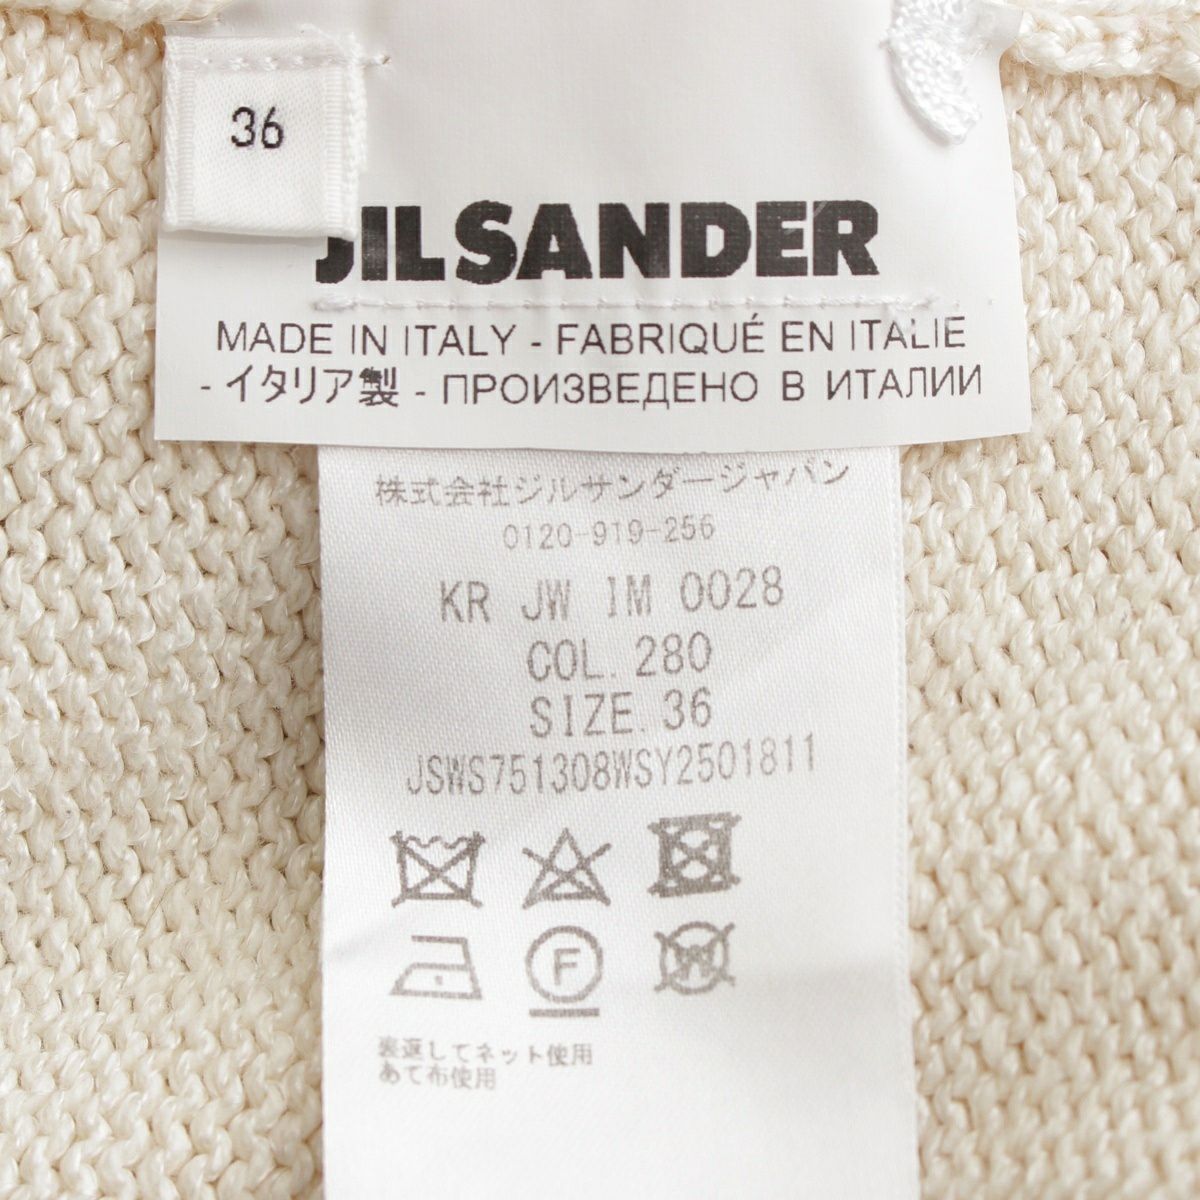 36
JIL SANDER
MADE IN ITALY - FABRIQUÉ EN ITALIE
- イタリア製 - ПРОИЗВЕДЕНО В ИТАЛИИ
株式会社ジルサンダージャパン
0120-919-256
KR JW IM 0028
COL. 280
SIZE. 36
JSWS751308WSY2501811
F
W
裏返してネット使用
あて布使用